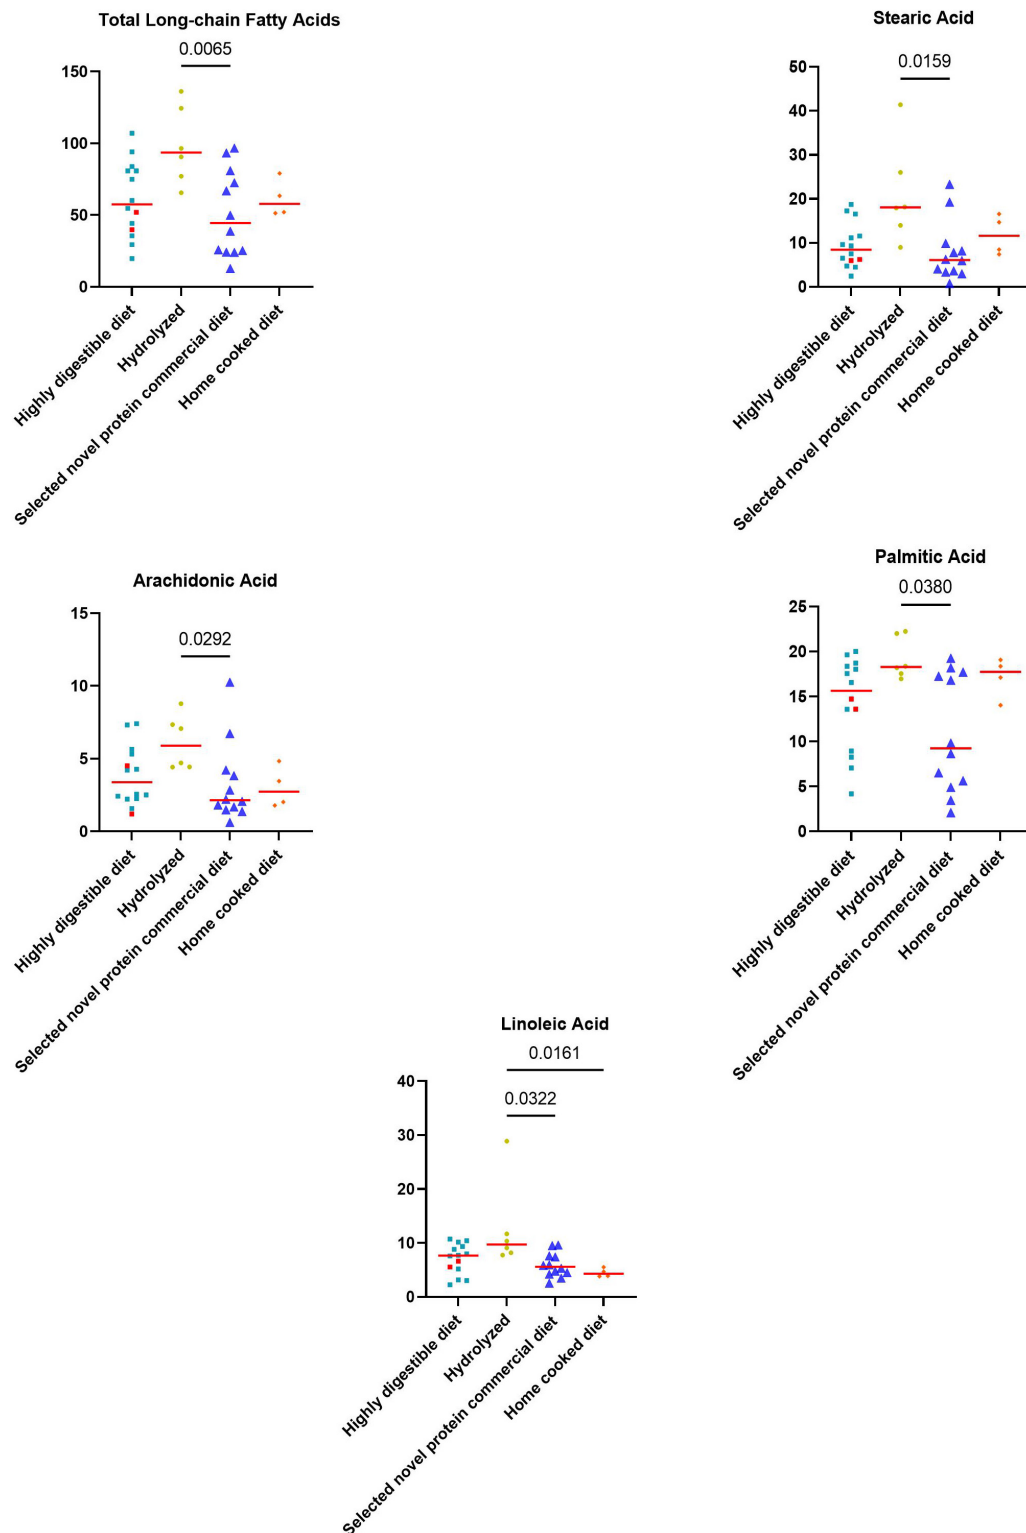 Total Long-chain Fatty Acids
0.0065
150
100
50
0
Highly digestible diet
Hydrolyzed
Selected novel protein commercial diet
Home cooked diet
Stearic Acid
0.0159
50
40
30
20
10
0
Highly digestible diet
Hydrolyzed
Selected novel protein commercial diet
Home cooked diet
Arachidonic Acid
0.0292
15
10
5
0
Highly digestible diet
Hydrolyzed
Selected novel protein commercial diet
Home cooked diet
Palmitic Acid
0.0380
25
20
15
10
5
0
Highly digestible diet
Hydrolyzed
Selected novel protein commercial diet
Home cooked diet
Linoleic Acid
0.0161
0.0322
40
30
20
10
0
Highly digestible diet
Hydrolyzed
Selected novel protein commercial diet
Home cooked diet